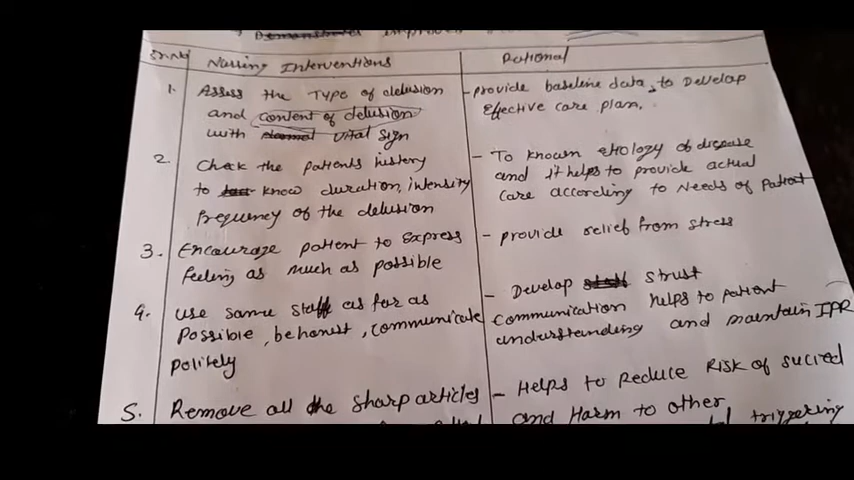 Sr.No Nursing Interventions Rational
1. Assess the Type of delusion - provide baseline data, to Develop
and content of delusion effective care plan.
with vital sign
2. Check the patients history - To known etiology of disease
to know duration, intensity and it helps to provide actual
frequency of the delusion care according to Needs of Patient
3. Encourage patient to Express - provide relief from stress
feeling as much as possible
4. use same staff as far as - Develop strust
possible, be honest, communicate communication helps to patient
politely understanding and maintain IPR
5. Remove all the sharp articles - Helps to Reduce Risk of sucied
and Harm to other
triggering